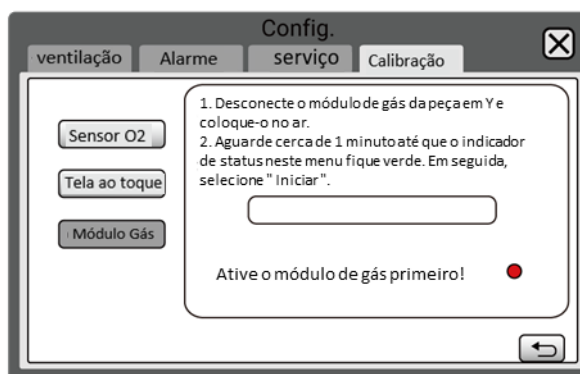 Config.
ventilação Alarme serviço Calibração
1. Desconecte o módulo de gás da peça em Y e
coloque-o no ar.
2. Aguarde cerca de 1 minuto até que o indicador
de status neste menu fique verde. Em seguida,
selecione " Iniciar".
Sensor O2
Tela ao toque
Módulo Gás
Ative o módulo de gás primeiro!